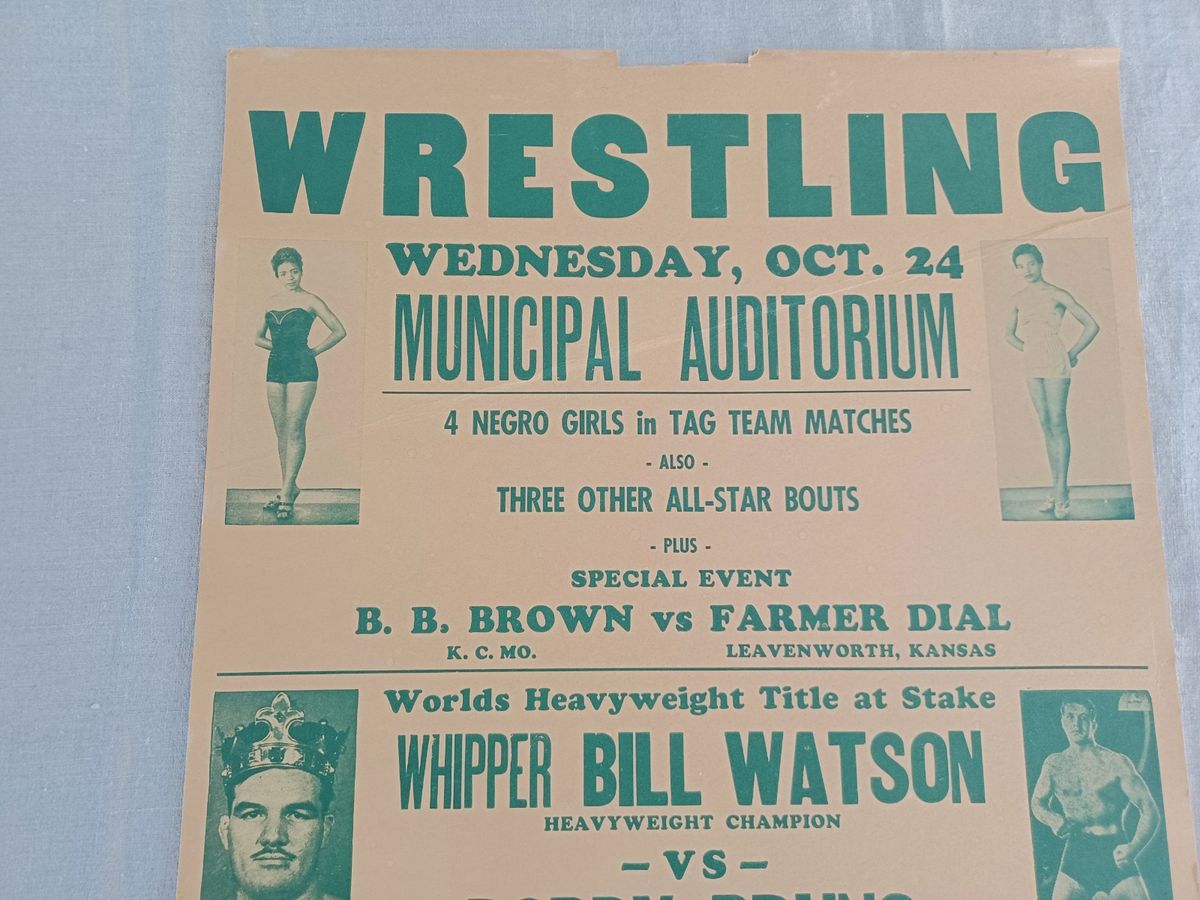 WRESTLING
WEDNESDAY, OCT. 24
MUNICIPAL AUDITORIUM
4 NEGRO GIRLS in TAG TEAM MATCHES
- ALSO -
THREE OTHER ALL-STAR BOUTS
- PLUS -
SPECIAL EVENT
B. B. BROWN vs FARMER DIAL
K. C. MO. LEAVENWORTH, KANSAS
Worlds Heavyweight Title at Stake
WHIPPER BILL WATSON
HEAVYWEIGHT CHAMPION
– VS –